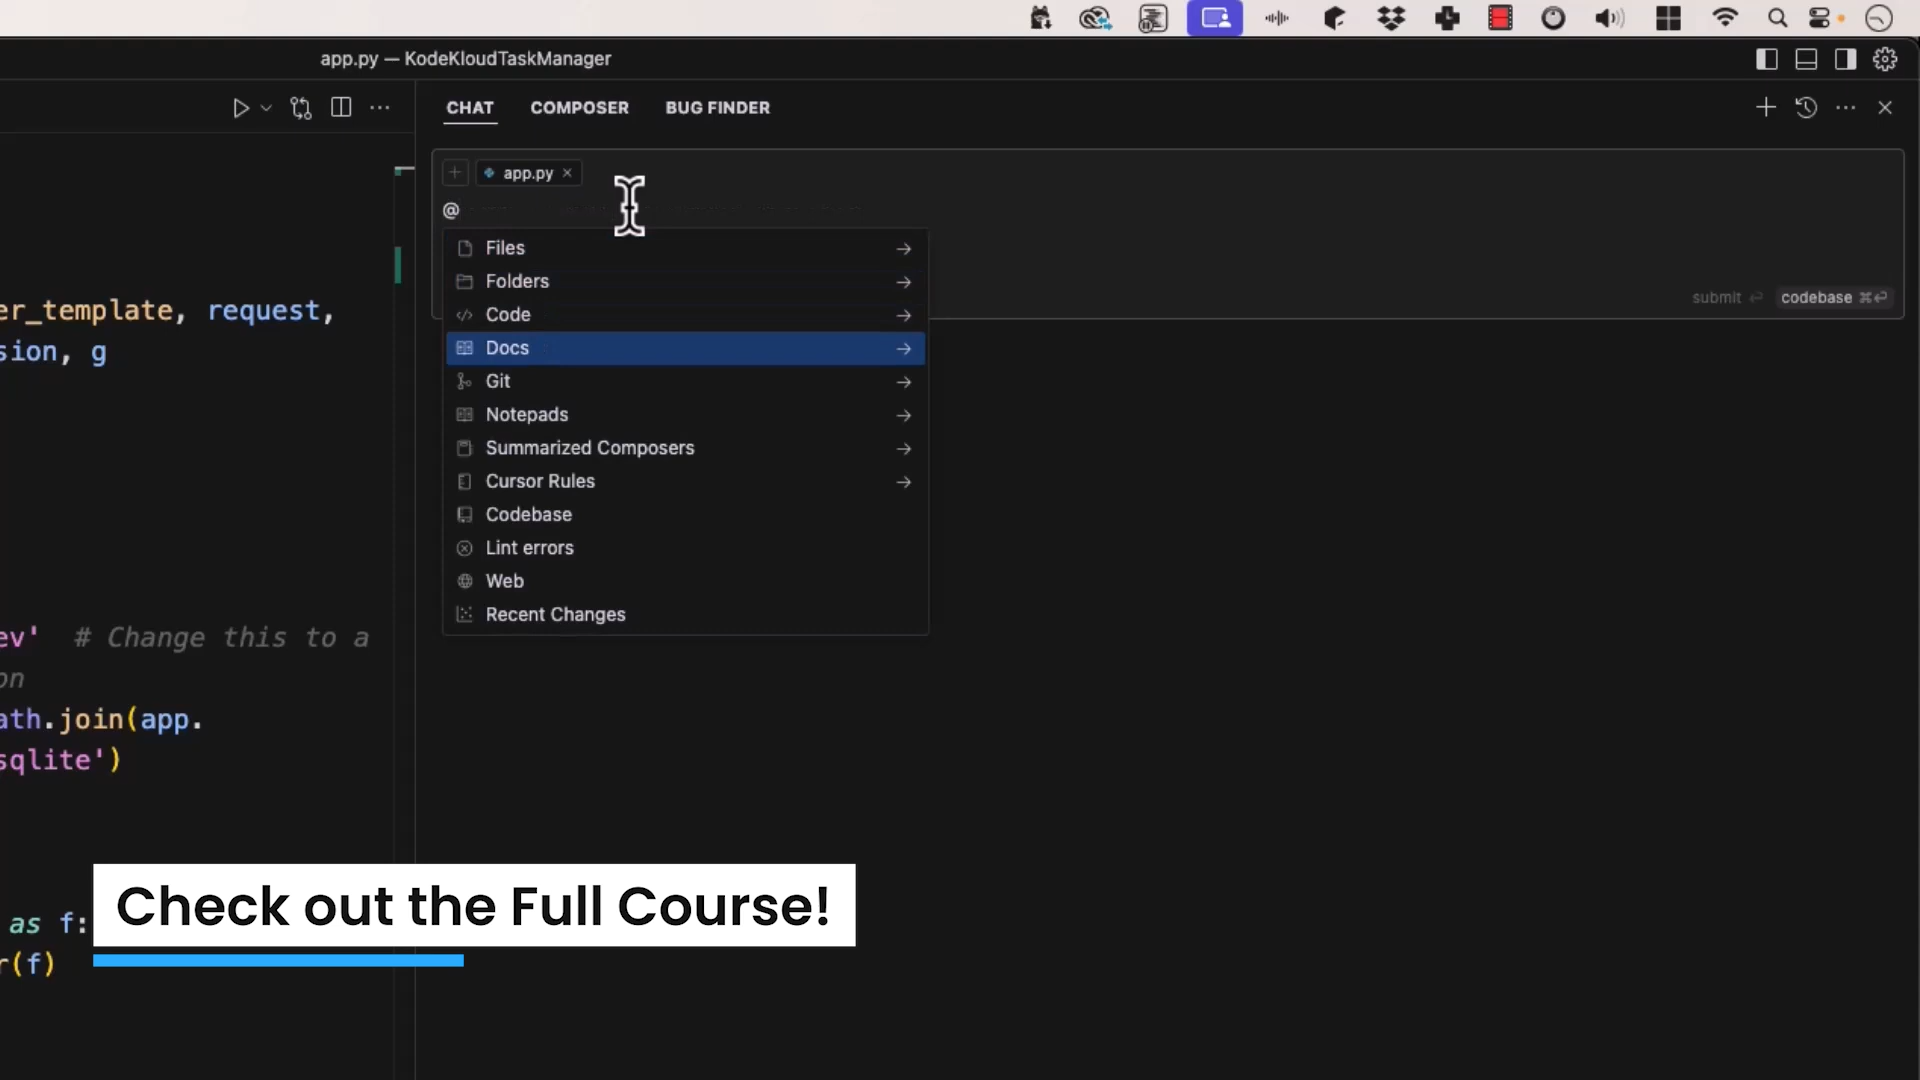 app.py — KodeKloudTaskManager
CHAT COMPOSER BUG FINDER
app.py
@
Files
Folders
Code
Docs
Git
Notepads
Summarized Composers
Cursor Rules
Codebase
Lint errors
Web
Recent Changes
submit codebase ⌘⏎
er_template, request,
sion, g
ev' # Change this to a
on
ath.join(app.
sqlite')
as f:
r(f)
Check out the Full Course!